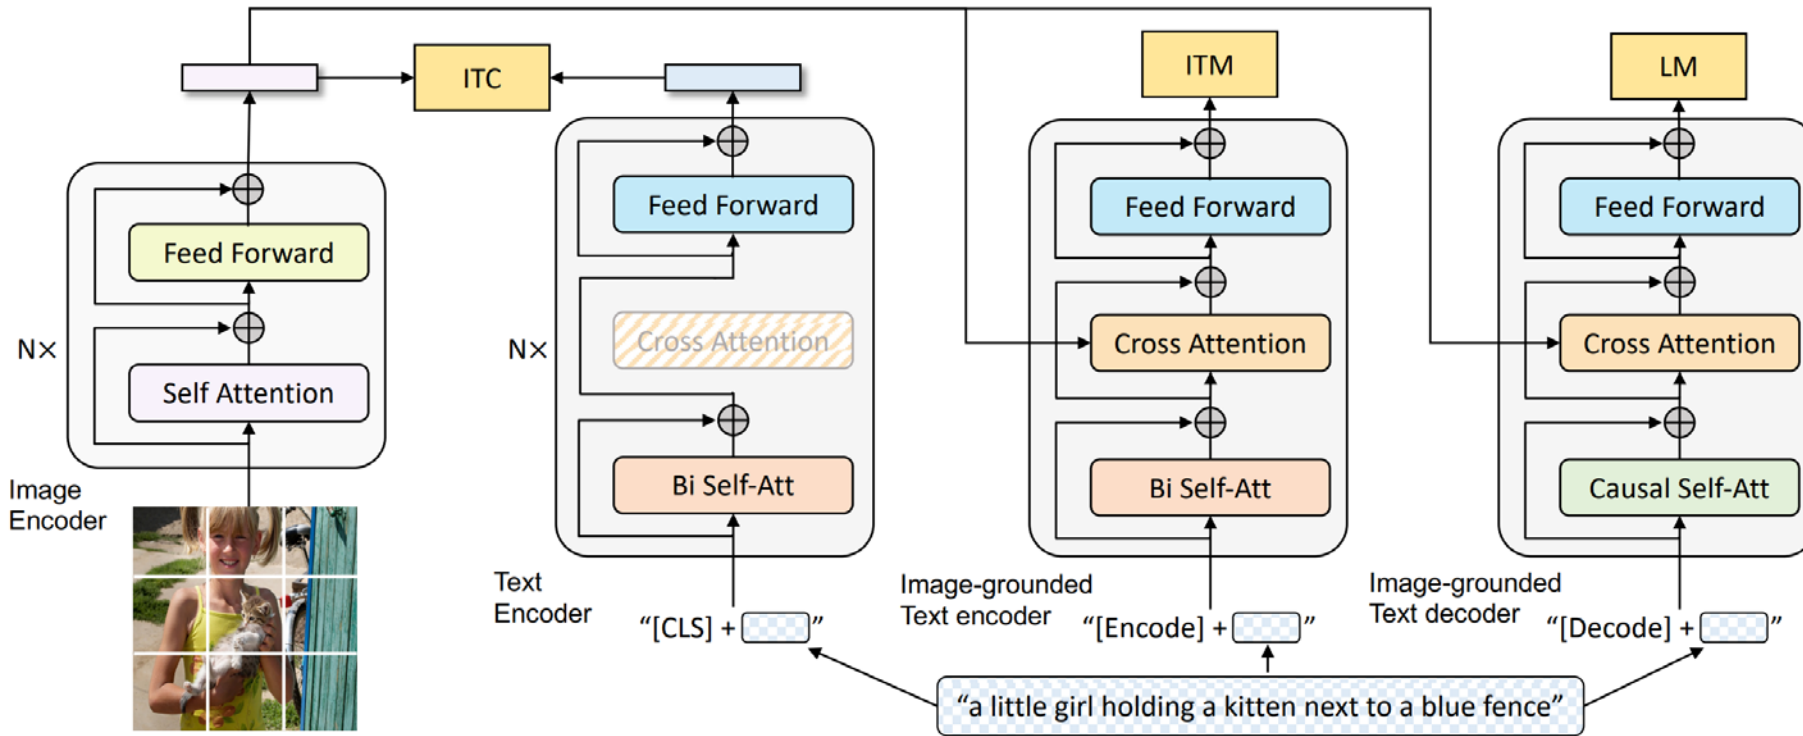 ITC
ITM
LM
Feed Forward
Self Attention
N×
Image
Encoder
Feed Forward
Cross Attention
Bi Self-Att
N×
Text
Encoder
“[CLS] + ”
Feed Forward
Cross Attention
Bi Self-Att
Image-grounded
Text encoder
“[Encode] + ”
Feed Forward
Cross Attention
Causal Self-Att
Image-grounded
Text decoder
“[Decode] + ”
“a little girl holding a kitten next to a blue fence”